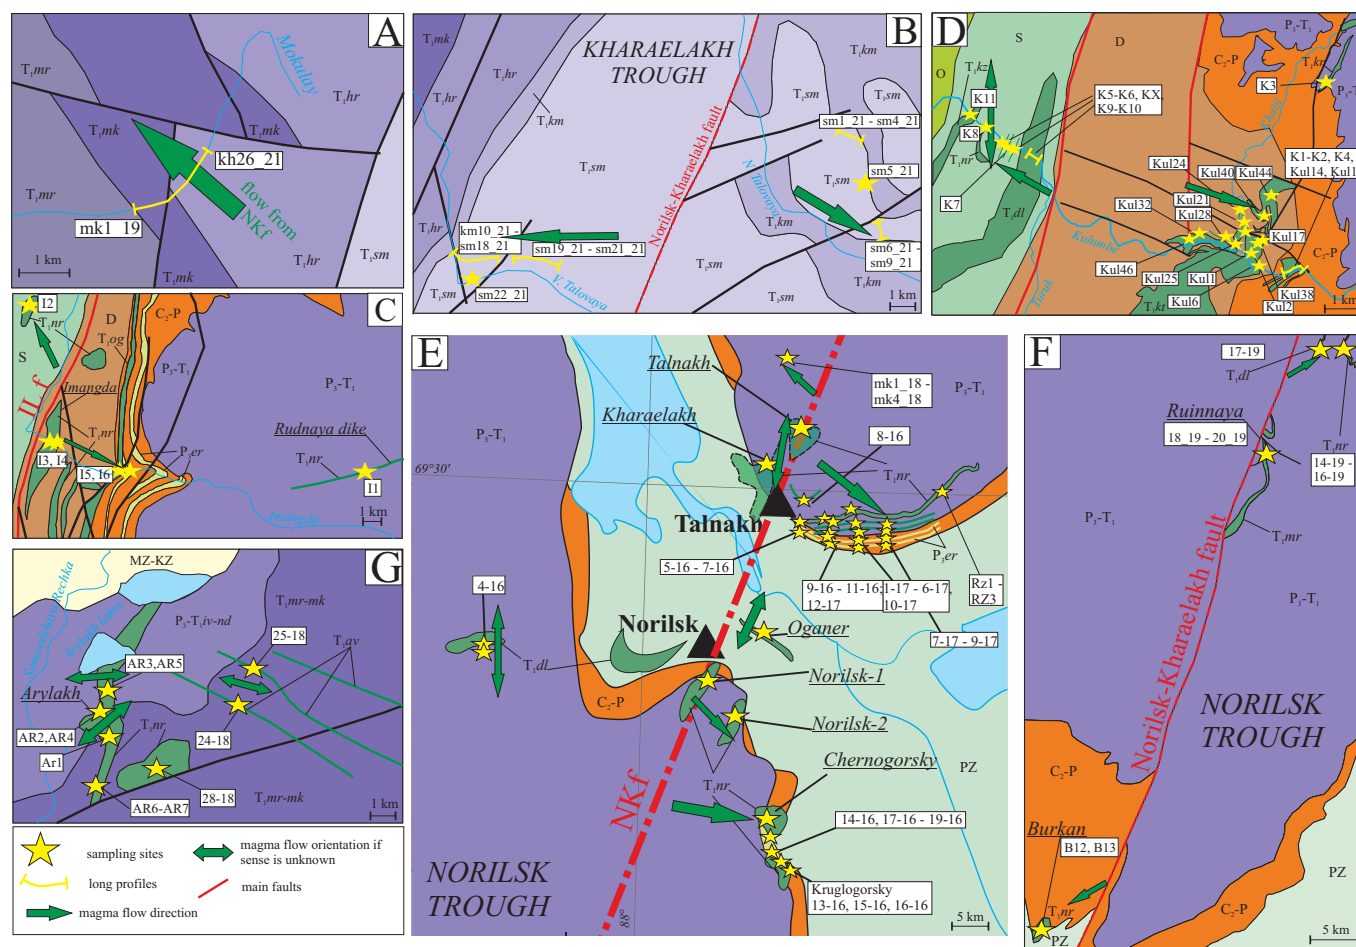 A
T₁mk
T₁mr
T₁hr
Mokulay
T₁mk
T₁mk
kh26_21
T₁mr
flow from
NKf
mk1_19
T₁hr
T₁sm
T₁mk
1 km
B
T₁mk
T₁hr
KHARAELAKH
TROUGH
T₁km
T₁km
T₁hr
T₁km
T₁sm
T₁sm
sm1_21 - sm4_21
Norilsk-Kharaelakh fault
T₁sm
N. Talovaya
T₁sm
sm5_21
T₁km
T₁hr
km10_21 -
sm18_21
sm19_21 - sm21_21
sm6_21 -
sm9_21
T₁sm
T₁sm
sm22_21
V. Talovaya
T₁km
T₁sm
1 km
D
S
D
P₃-T₁
O
T₁kz
C₂-P
T₁kn
K3
K11
K5-K6, KX,
K9-K10
K8
Khalil
T₁nr
Kul24
Kul40
Kul44
K1-K2, K4,
K7
Kul32
Kul21
Kul28
T₁dl
Kul17
Kulumbe
C₂-P
Kul46
Kul25
Kul1
Kul38
Turuk
T₁kt
Kul6
Kul2
1 km
C
I2
T₁nr
D
C₂-P
S
T₁og
P₃-T₁
P₃-T₁
Imangda
IL f
Rudnaya dike
T₁nr
P₃er
T₁nr
I3, I4
I5, I6
I1
imangda
1 km
E
Talnakh
mk1_18 -
mk4_18
P₃-T₁
Kharaelakh
P₃-T₁
8-16
69°30'
T₁nr
Talnakh
P₃er
5-16 - 7-16
9-16 - 11-16;
12-17
1-17 - 6-17,
10-17
Rz1 -
RZ3
4-16
Norilsk
Oganer
7-17 - 9-17
T₁dl
Norilsk-1
C₂-P
Norilsk-2
Chernogorsky
PZ
T₁nr
NKf
14-16, 17-16 - 19-16
NORILSK
TROUGH
Kruglogorsky
13-16, 15-16, 16-16
88°
5 km
F
17-19
T₁dl
Ruinnaya
18_19 - 20_19
T₁nr
14-19 -
16-19
P₃-T₁
T₁mr
P₃-T₁
Norilsk-Kharaelakh fault
NORILSK
TROUGH
C₂-P
Burkan
B12, B13
PZ
T₁nr
C₂-P
PZ
5 km
G
MZ-KZ
Arylakh lakes
T₁mr-mk
P₃-T₁iv-nd
25-18
T₁av
AR3,AR5
Arylakh
AR2,AR4
T₁nr
24-18
Ar1
28-18
T₁mr-mk
AR6-AR7
1 km
sampling sites
magma flow orientation if
sense is unknown
long profiles
main faults
magma flow direction